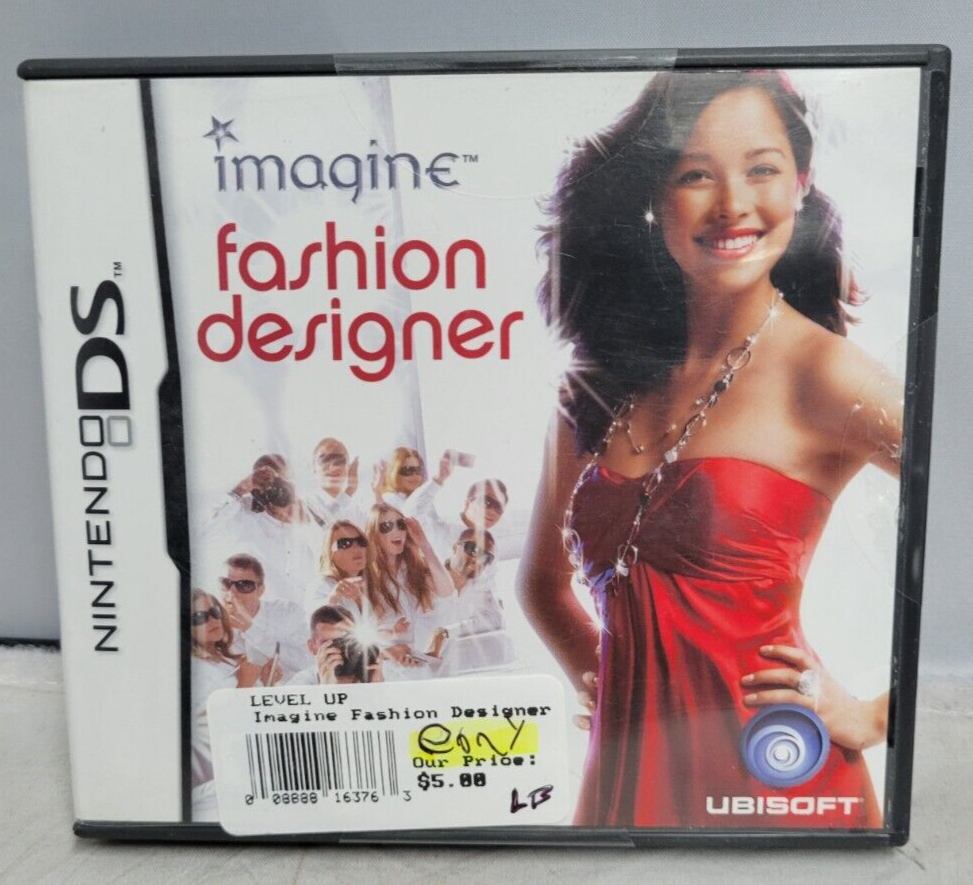 NINTENDO DS™
imagine™
fashion
designer
LEVEL UP
Imagine Fashion Designer
Our Price:
$5.00
0 08888 16376 3
LB
UBISOFT